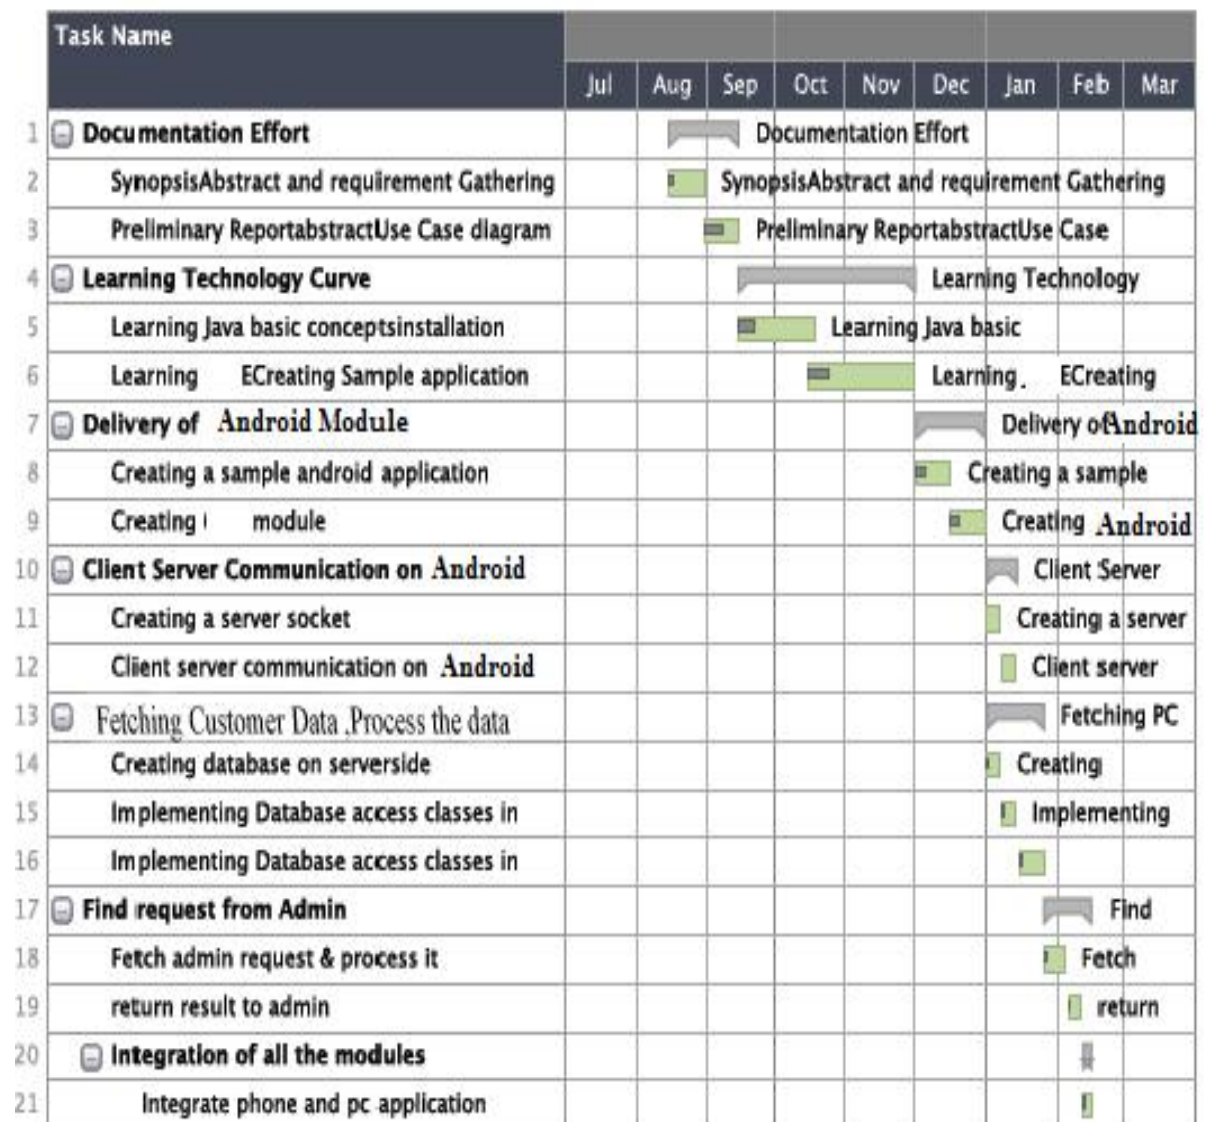 Task Name
Jul Aug Sep Oct Nov Dec Jan Feb Mar
1 Documentation Effort Documentation Effort
2 SynopsisAbstract and requirement Gathering SynopsisAbstract and requirement Gathering
3 Preliminary ReportabstractUse Case diagram Preliminary ReportabstractUse Case
4 Learning Technology Curve Learning Technology
5 Learning Java basic conceptsinstallation Learning Java basic
6 Learning ECreating Sample application Learning. ECreating
7 Delivery of Android Module Delivery of Android
8 Creating a sample android application Creating a sample
9 Creating module Creating Android
10 Client Server Communication on Android Client Server
11 Creating a server socket Creating a server
12 Client server communication on Android Client server
13 Fetching Customer Data ,Process the data Fetching PC
14 Creating database on serverside Creating
15 Implementing Database access classes in Implementing
16 Implementing Database access classes in
17 Find request from Admin Find
18 Fetch admin request & process it Fetch
19 return result to admin return
20 Integration of all the modules
21 Integrate phone and pc application